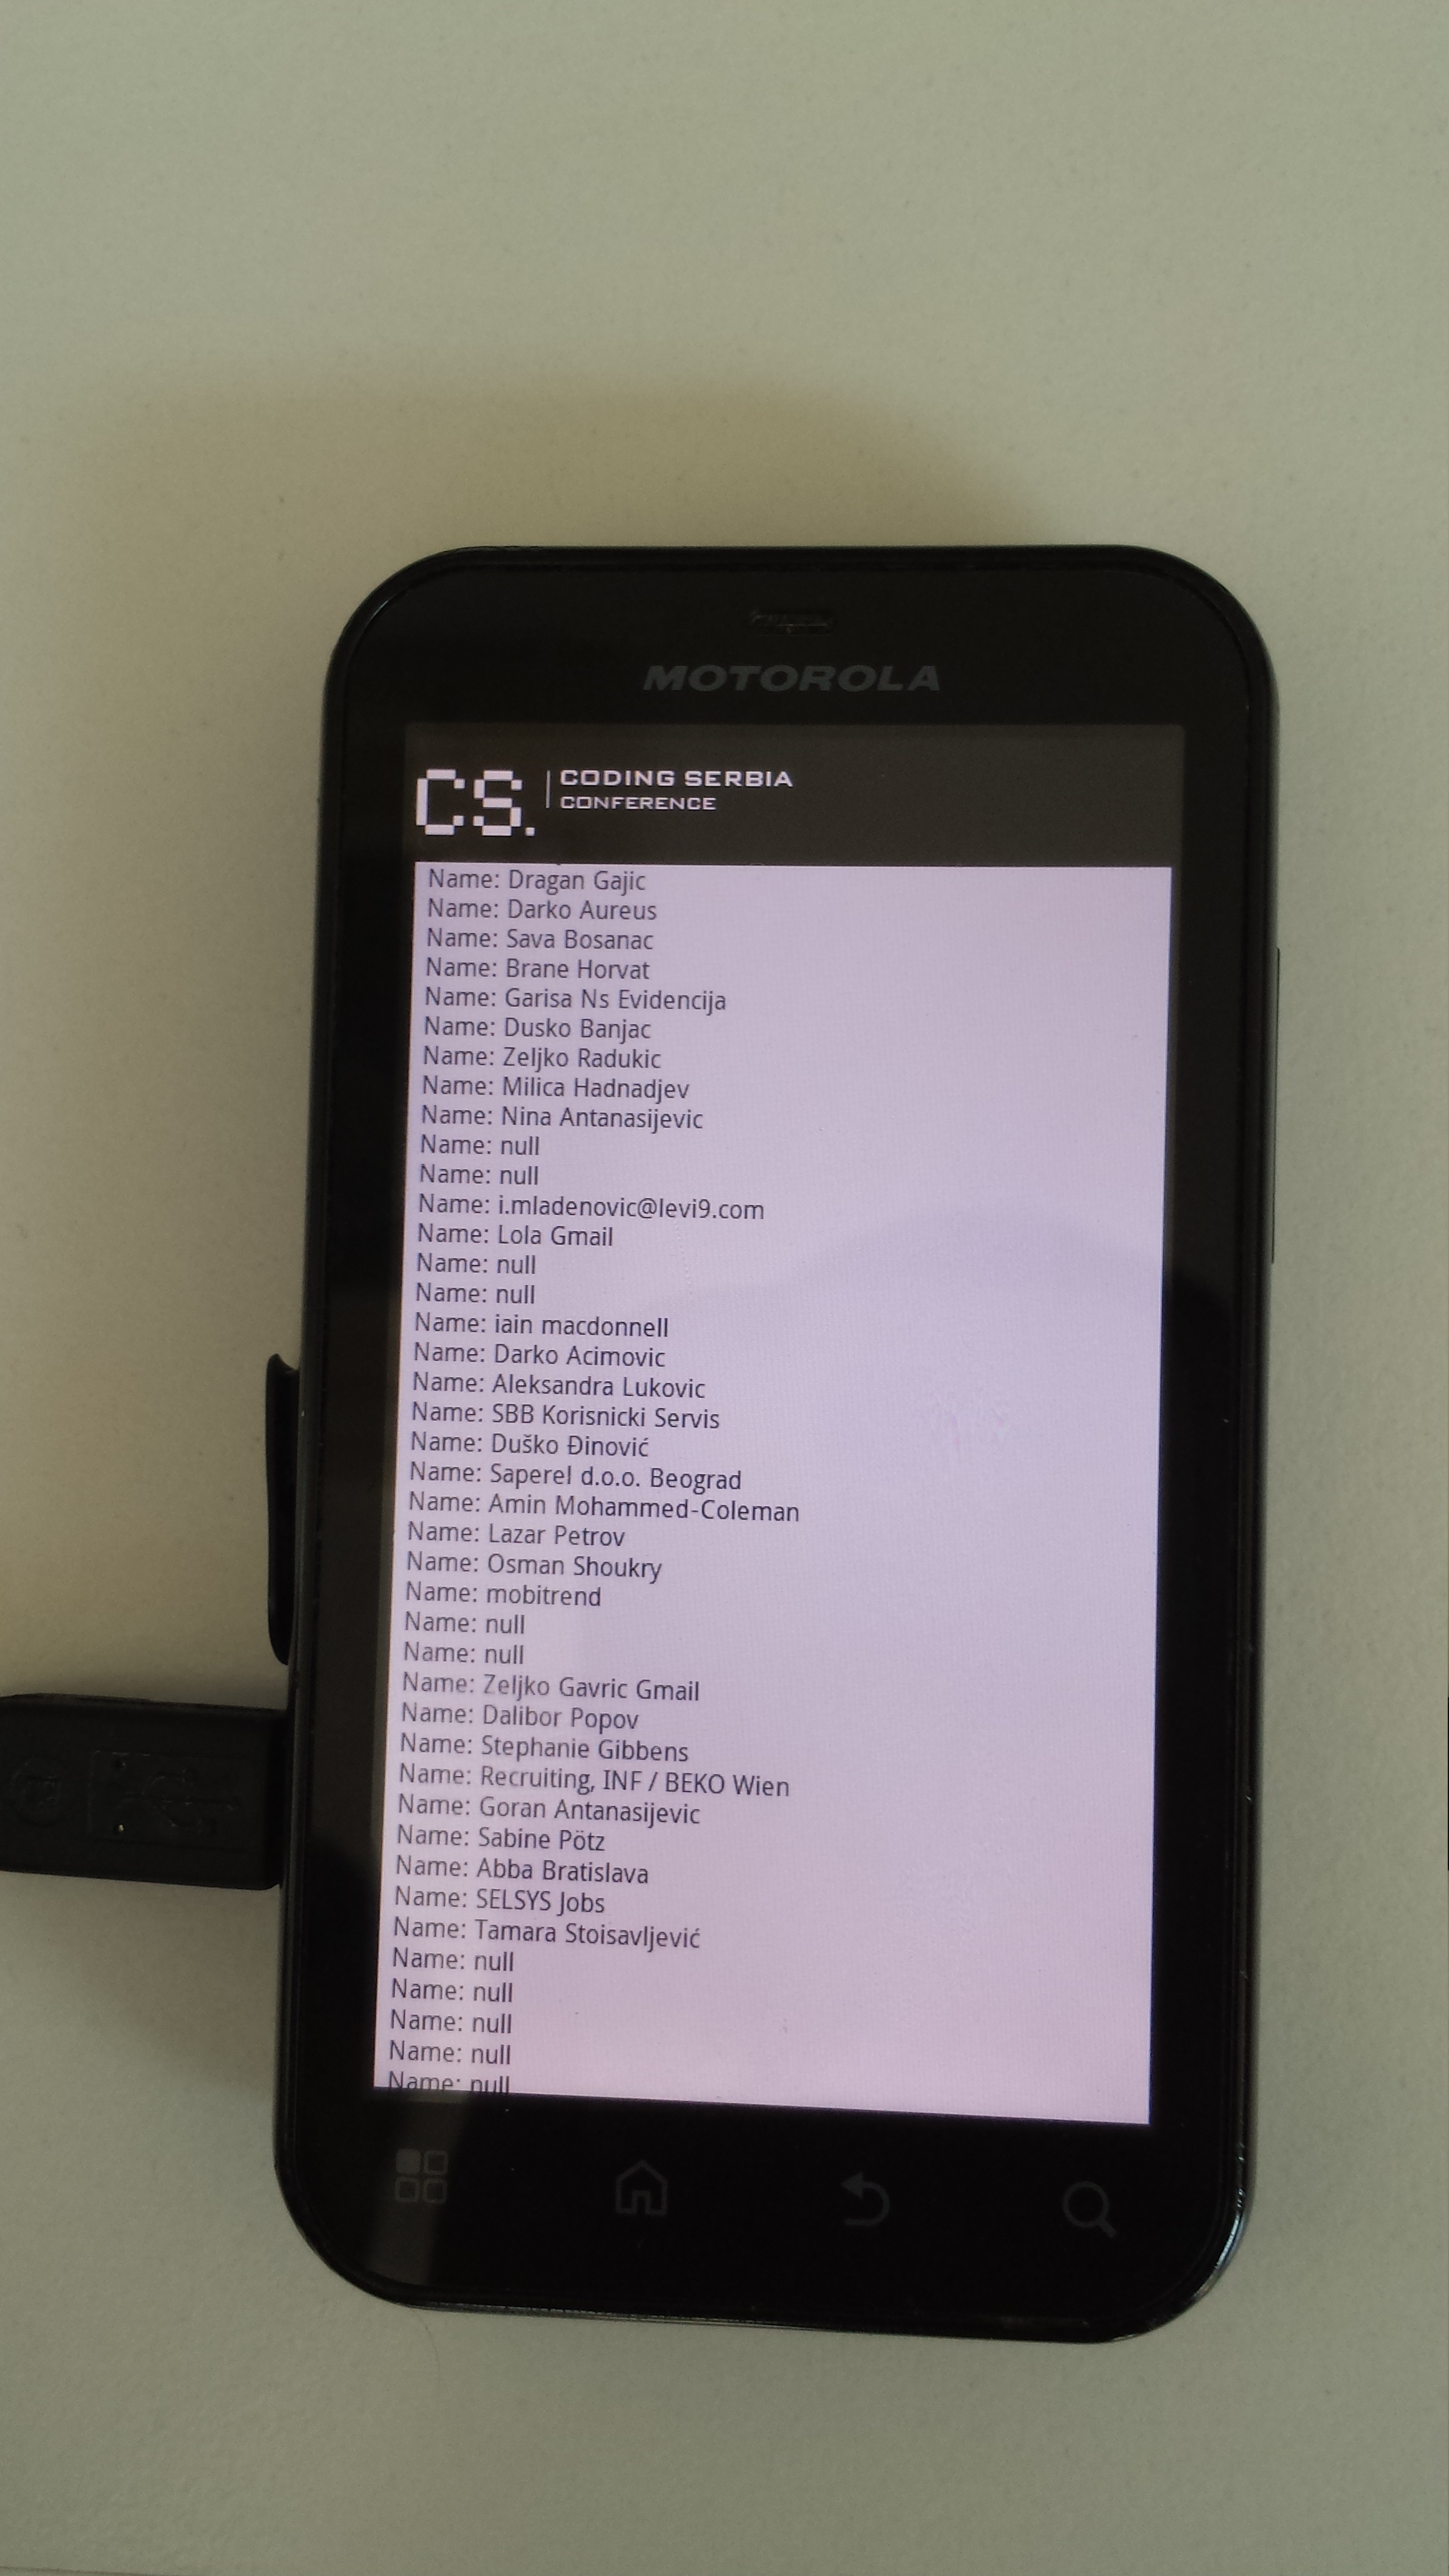 MOTOROLA
CS.
CODING SERBIA
CONFERENCE
Name: Dragan Gajic
Name: Darko Aureus
Name: Sava Bosanac
Name: Brane Horvat
Name: Garisa Ns Evidencija
Name: Dusko Banjac
Name: Zeljko Radukic
Name: Milica Hadnadjev
Name: Nina Antanasijevic
Name: null
Name: null
Name: i.mladenovic@levi9.com
Name: Lola Gmail
Name: null
Name: null
Name: iain macdonnell
Name: Darko Acimovic
Name: Aleksandra Lukovic
Name: SBB Korisnicki Servis
Name: Duško Đinović
Name: Saperel d.o.o. Beograd
Name: Amin Mohammed-Coleman
Name: Lazar Petrov
Name: Osman Shoukry
Name: mobitrend
Name: null
Name: null
Name: Zeljko Gavric Gmail
Name: Dalibor Popov
Name: Stephanie Gibbens
Name: Recruiting, INF / BEKO Wien
Name: Goran Antanasijevic
Name: Sabine Pötz
Name: Abba Bratislava
Name: SELSYS Jobs
Name: Tamara Stoisavljević
Name: null
Name: null
Name: null
Name: null
Name: null